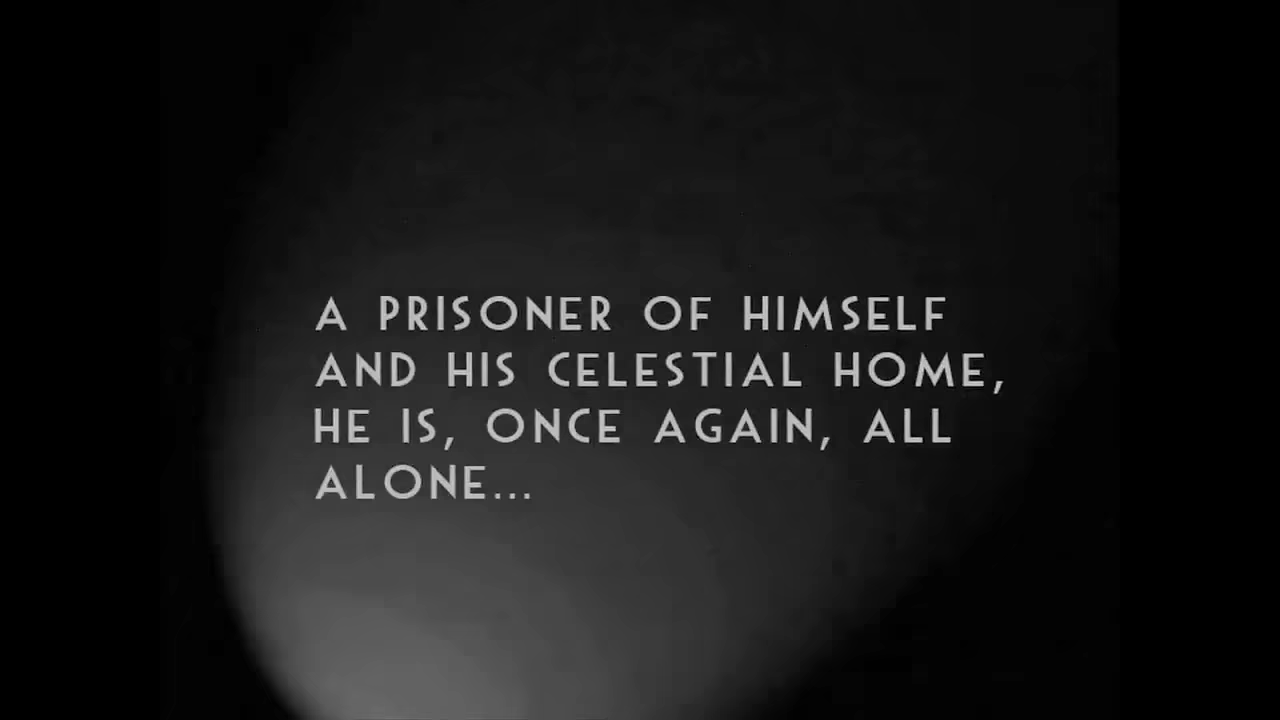 A PRISONER OF HIMSELF
AND HIS CELESTIAL HOME,
HE IS, ONCE AGAIN, ALL
ALONE...